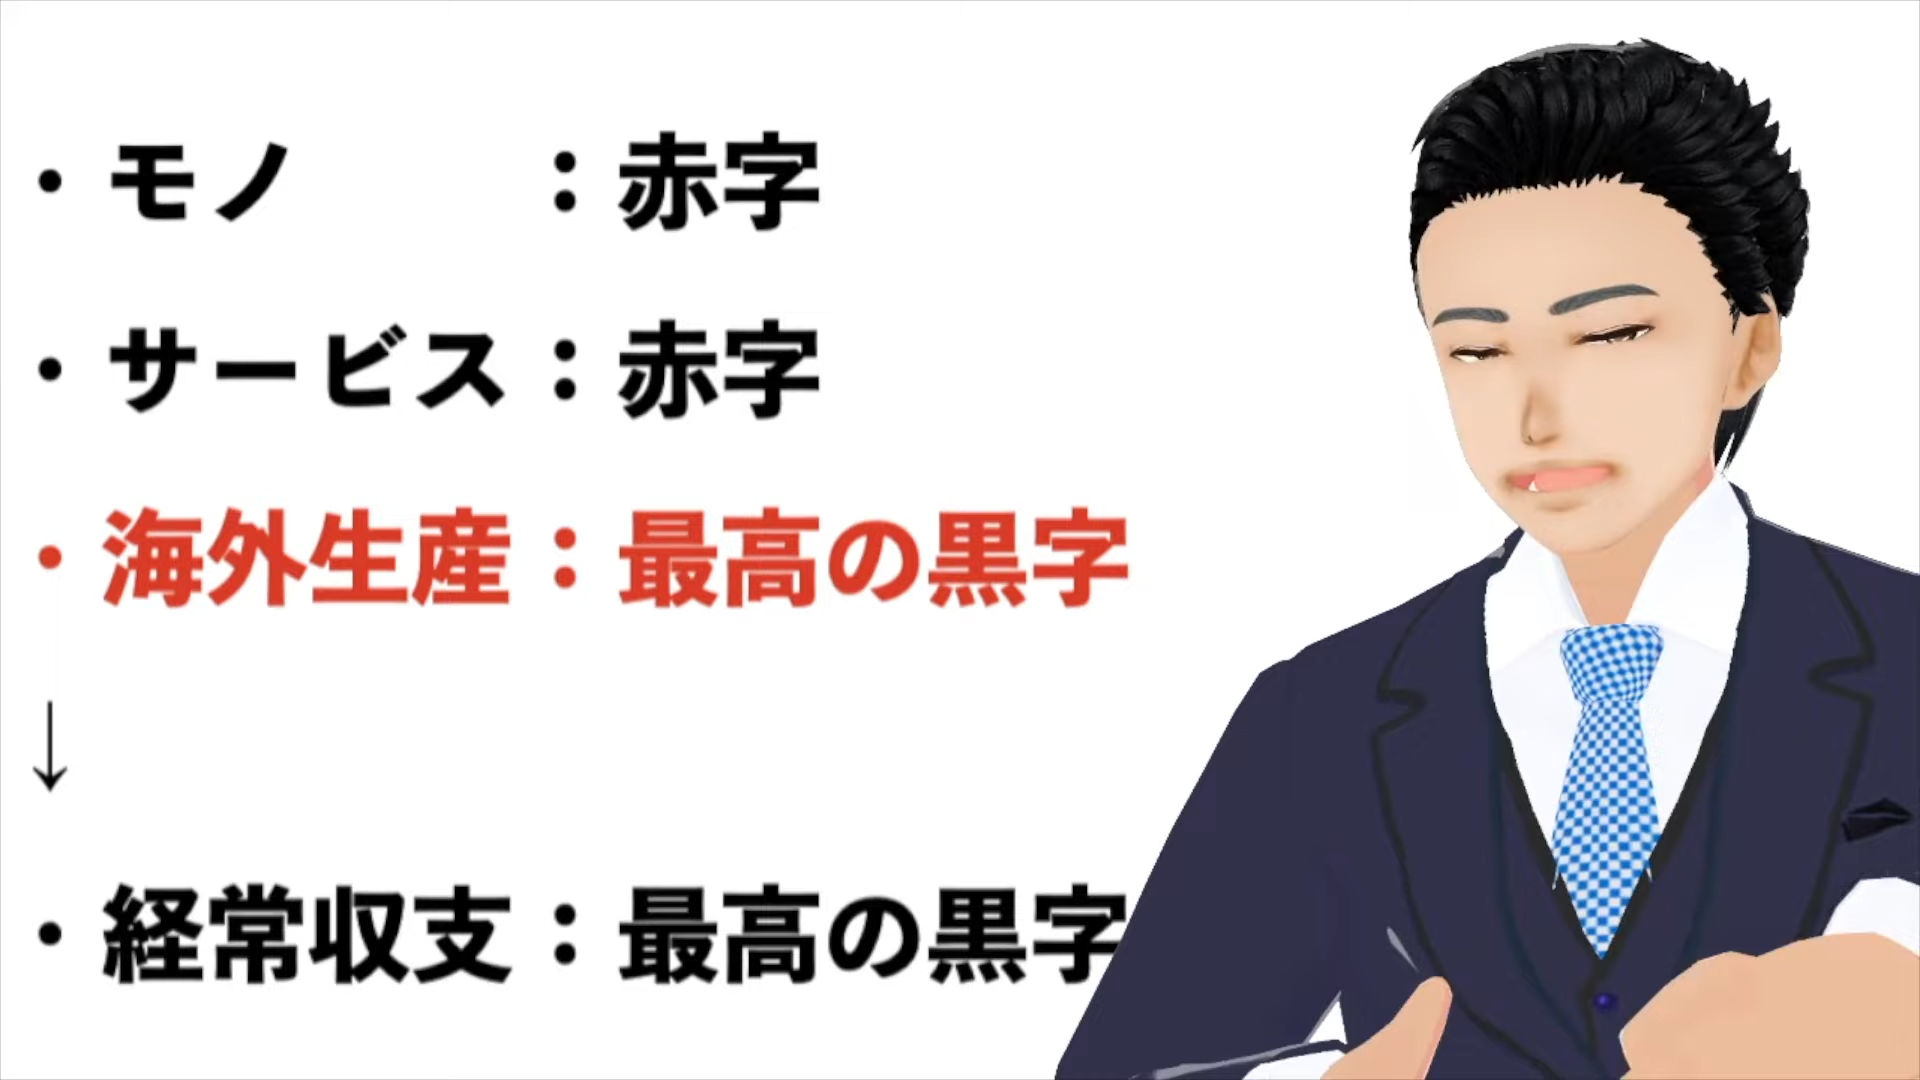 ・モノ　　：赤字
・サービス：赤字
・海外生産：最高の黒字
↓
・経常収支：最高の黒字